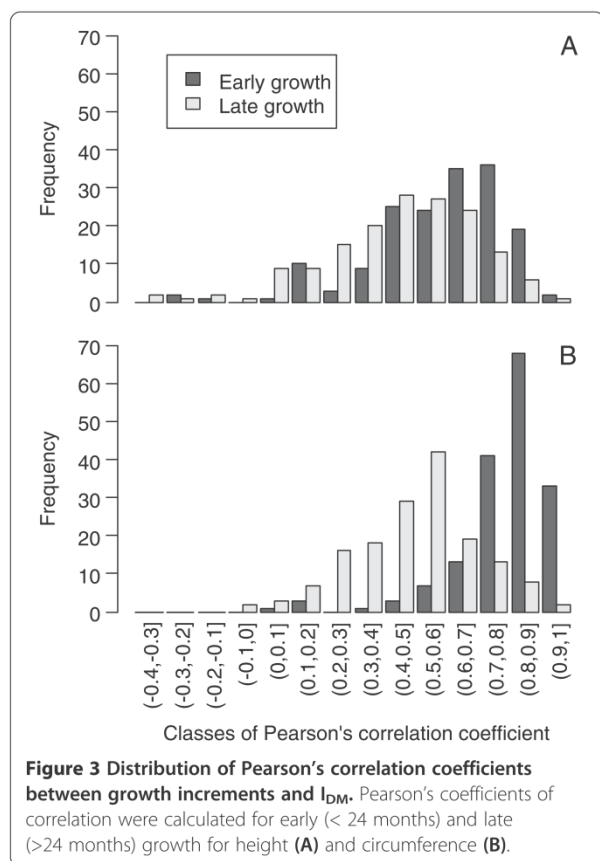 A
70
60
50
40
30
20
10
0
Frequency
Early growth
Late growth
B
70
60
50
40
30
20
10
0
Frequency
(-0.4,-0.3]
(-0.3,-0.2]
(-0.2,-0.1]
(-0.1,0]
(0,0.1]
(0.1,0.2]
(0.2,0.3]
(0.3,0.4]
(0.4,0.5]
(0.5,0.6]
(0.6,0.7]
(0.7,0.8]
(0.8,0.9]
(0.9,1]
Classes of Pearson's correlation coefficient
Figure 3 Distribution of Pearson's correlation coefficients
between growth increments and IDM. Pearson's coefficients of
correlation were calculated for early (< 24 months) and late
(>24 months) growth for height (A) and circumference (B).